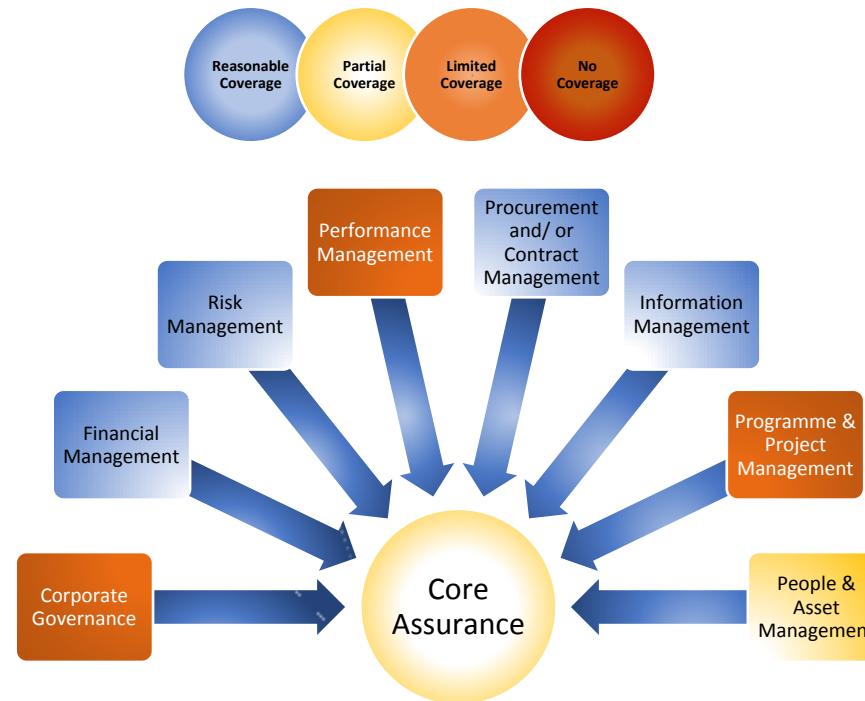 Reasonable
Coverage
Partial
Coverage
Limited
Coverage
No
Coverage
Procurement
and/ or
Contract
Management
Performance
Management
Risk
Management
Information
Management
Financial
Management
Programme &
Project
Management
Corporate
Governance
Core
Assurance
People &
Asset
Management